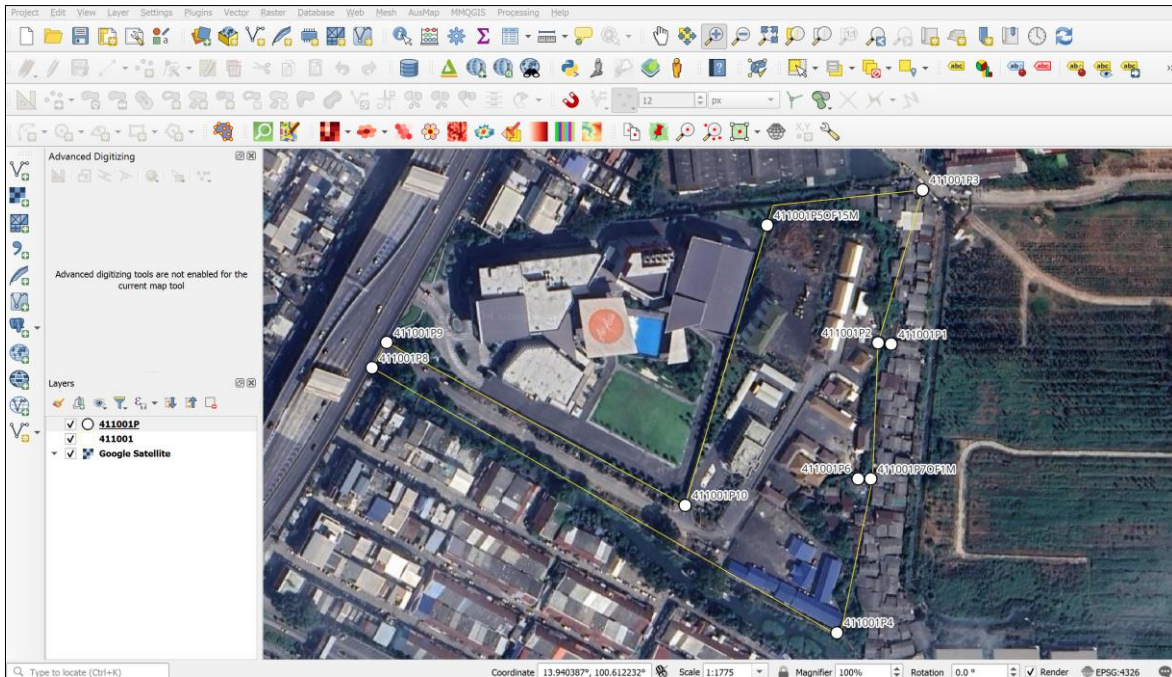 Project Edit View Layer Settings Plugins Vector Raster Database Web Mesh AusMap MMQGIS Processing Help
12 px
Advanced Digitizing
Advanced digitizing tools are not enabled for the
current map tool
Layers
411001P
411001
Google Satellite
411001P3
411001P5OF15M
411001P2
411001P1
411001P9
411001P8
411001P6
411001P7OF1M
411001P10
411001P4
Type to locate (Ctrl+K)
Coordinate 13.940387°, 100.612232° Scale 1:1775 Magnifier 100% Rotation 0.0 ° Render EPSG:4326